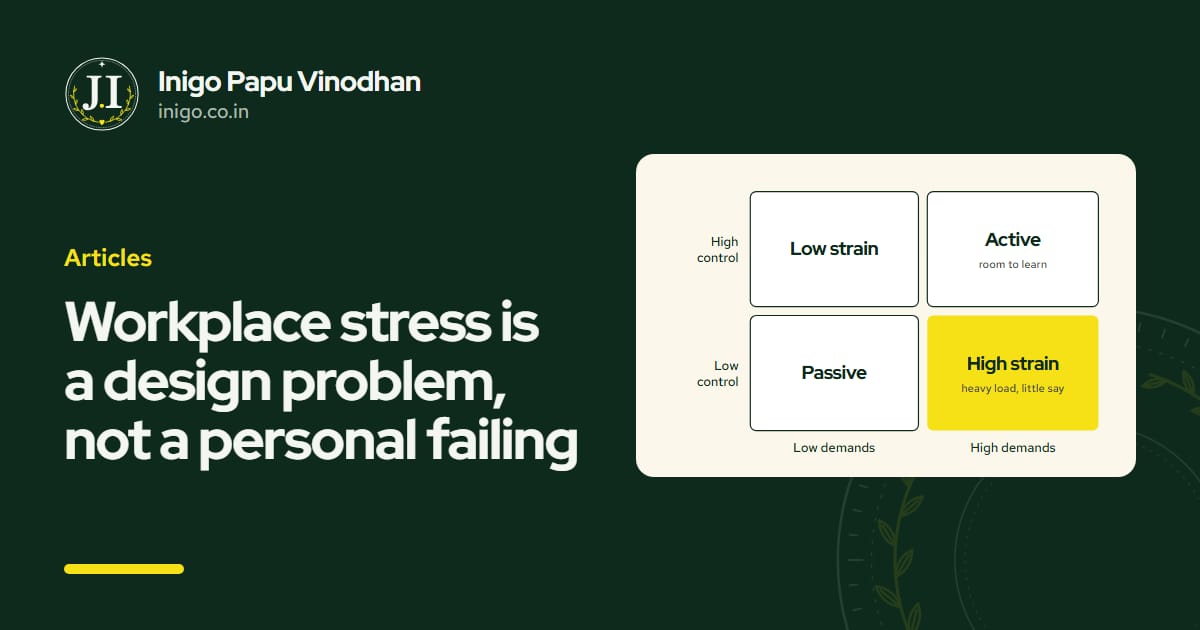 J.I
Inigo Papu Vinodhan
inigo.co.in
Articles
Workplace stress is
a design problem,
not a personal failing
High
control
Low strain
Active
room to learn
Low
control
Passive
High strain
heavy load, little say
Low demands
High demands